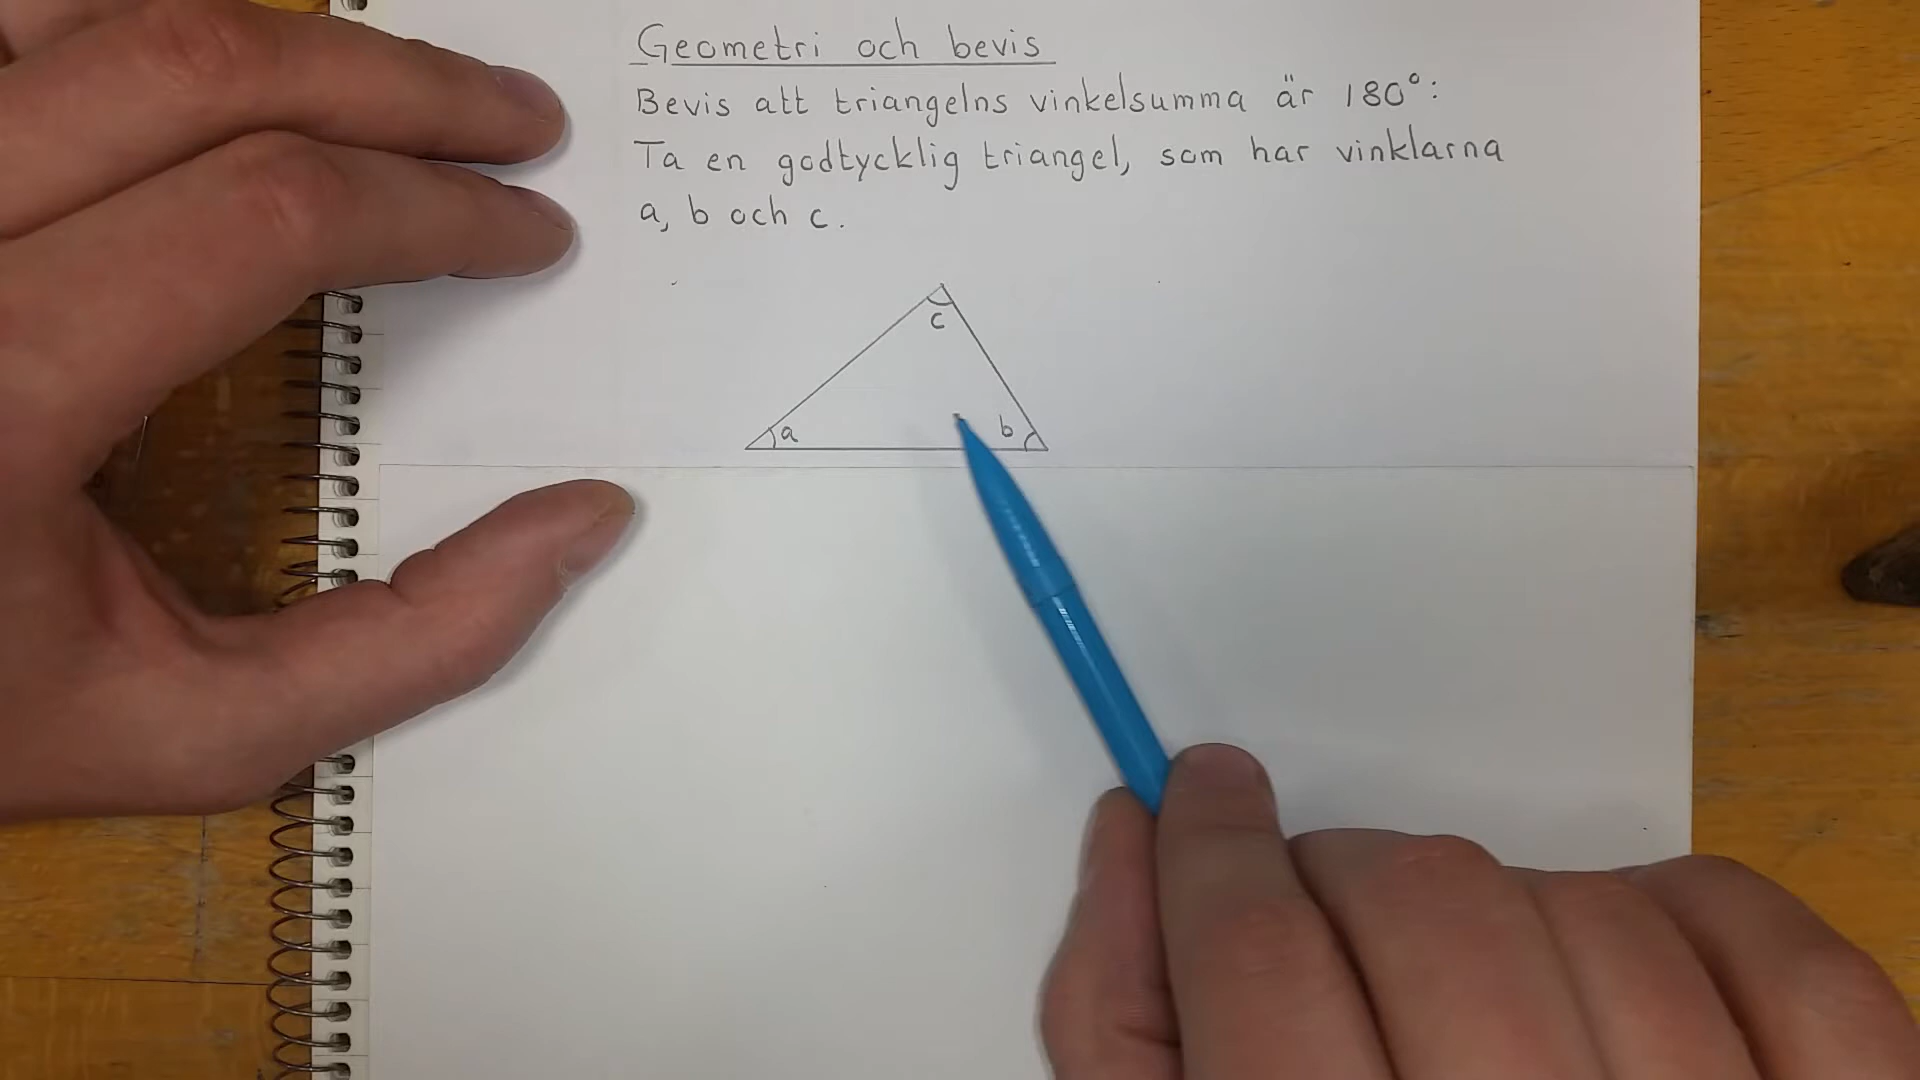 Geometri och bevis
Bevis att triangelns vinkelsumma är 180°:
Ta en godtycklig triangel, som har vinklarna
a, b och c.
c
a b